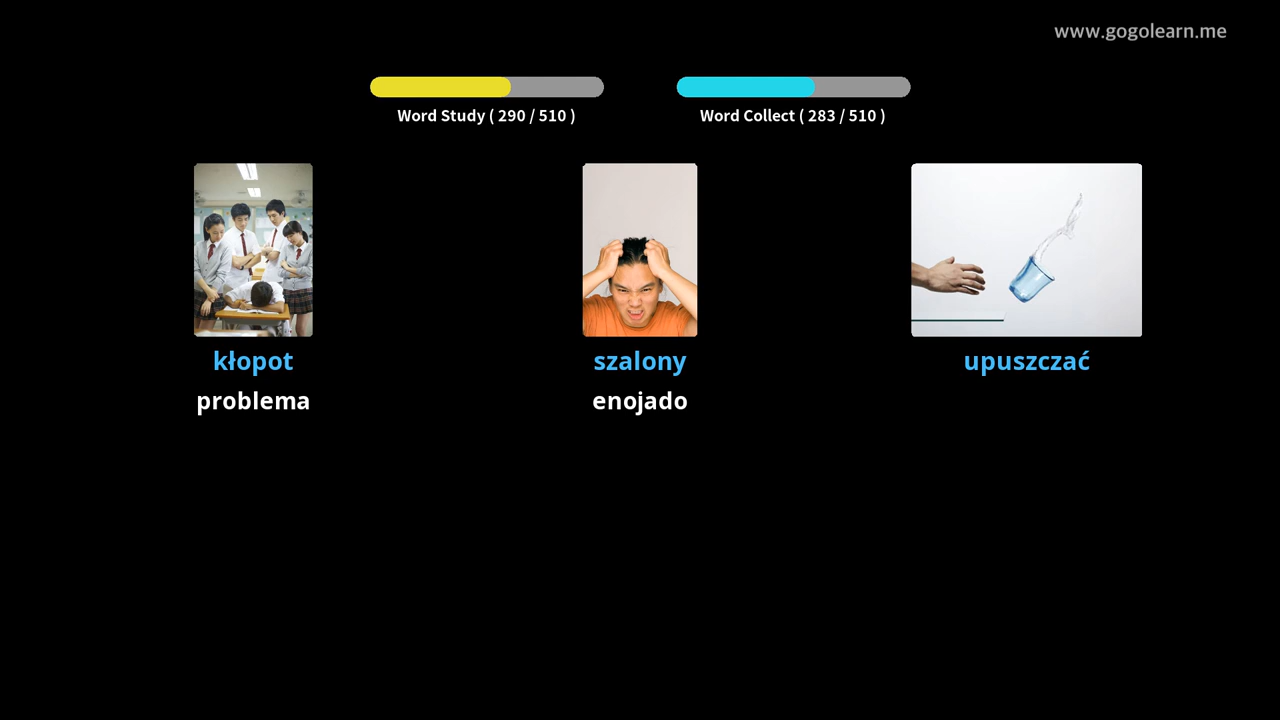 www.gogolearn.me
Word Study ( 290 / 510 )
Word Collect ( 283 / 510 )
kłopot
problema
szalony
enojado
upuszczać